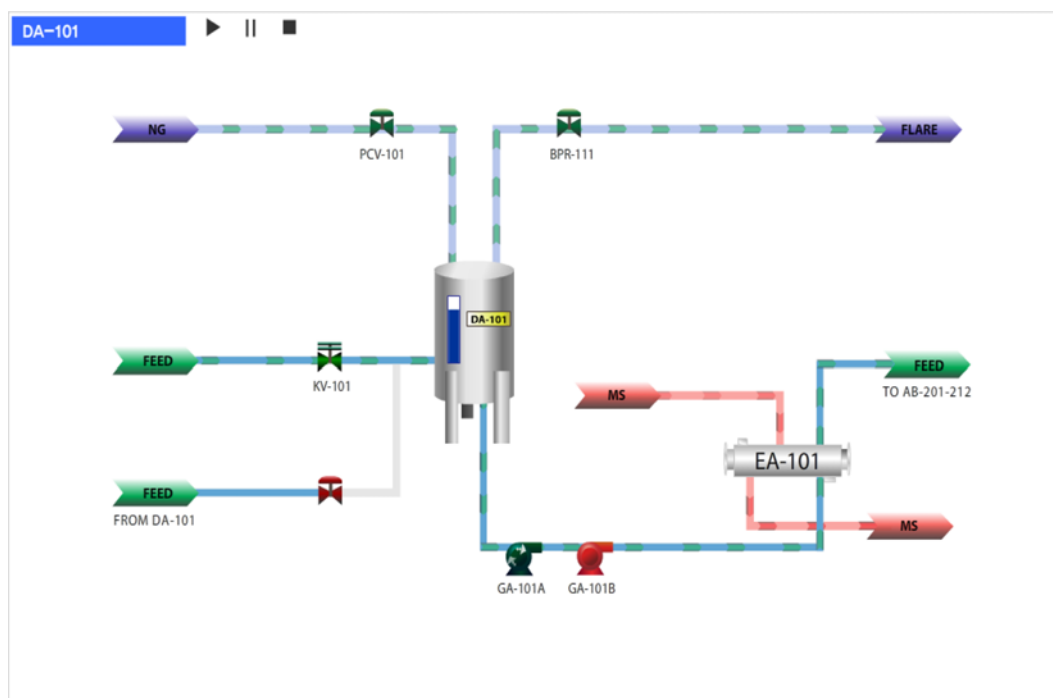 DA-101
NG
PCV-101
BPR-111
FLARE
DA-101
FEED
KV-101
FEED
TO AB-201-212
MS
EA-101
FEED
FROM DA-101
MS
GA-101A
GA-101B